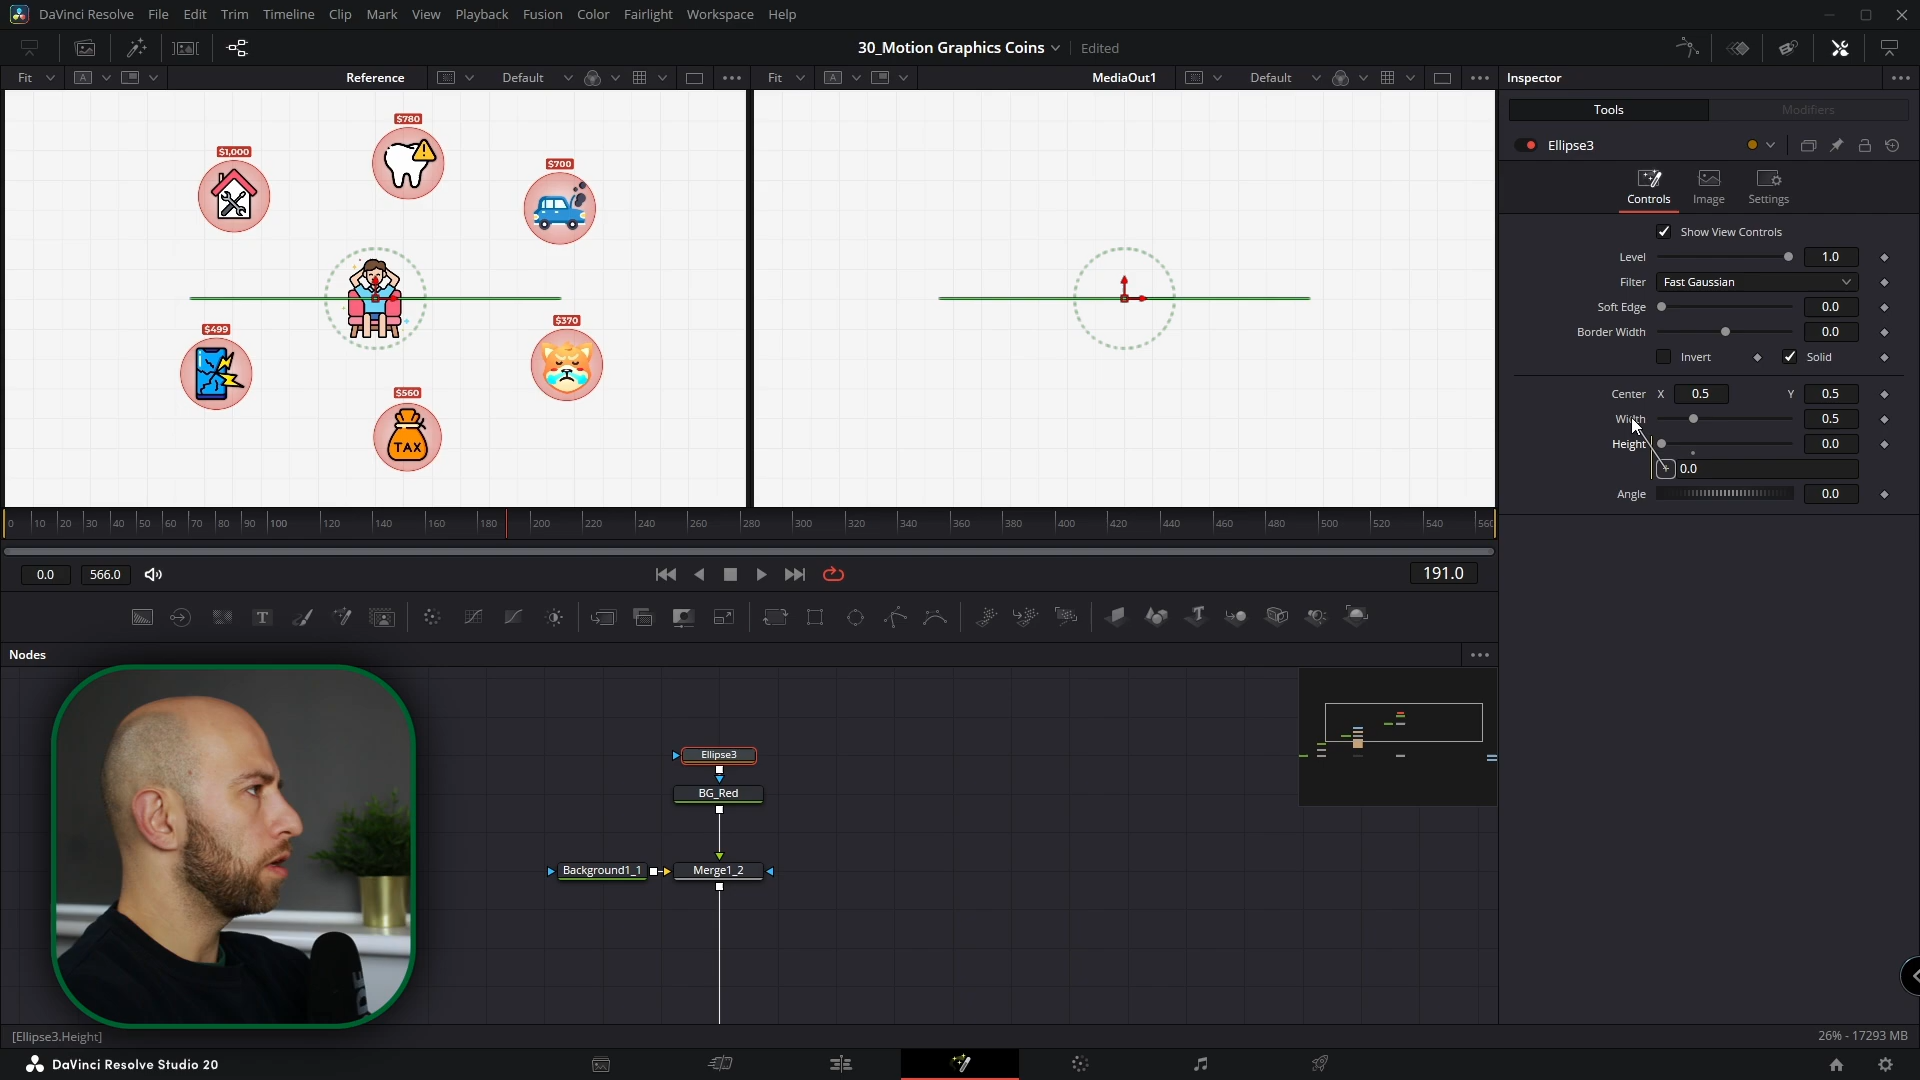 DaVinci Resolve File Edit Trim Timeline Clip Mark View Playback Fusion Color Fairlight Workspace Help
30_Motion Graphics Coins Edited
Fit A Reference Default Fit A MediaOut1 Default Inspector
Tools Modifiers
Ellipse3
Controls Image Settings
Show View Controls
Level 1.0
Filter Fast Gaussian
Soft Edge 0.0
Border Width 0.0
Invert Solid
Center X 0.5 Y 0.5
Width 0.5
Height 0.0
0.0
Angle 0.0
$780
$1,000
$700
$370
$499
$560
TAX
0 10 20 30 40 50 60 70 80 90 100 120 140 160 180 200 220 240 260 280 300 320 340 360 380 400 420 440 460 480 500 520 540 560
0.0 566.0 191.0
T T
Nodes
Ellipse3
BG_Red
Background1_1 Merge1_2
[Ellipse3.Height] 26% - 17293 MB
DaVinci Resolve Studio 20